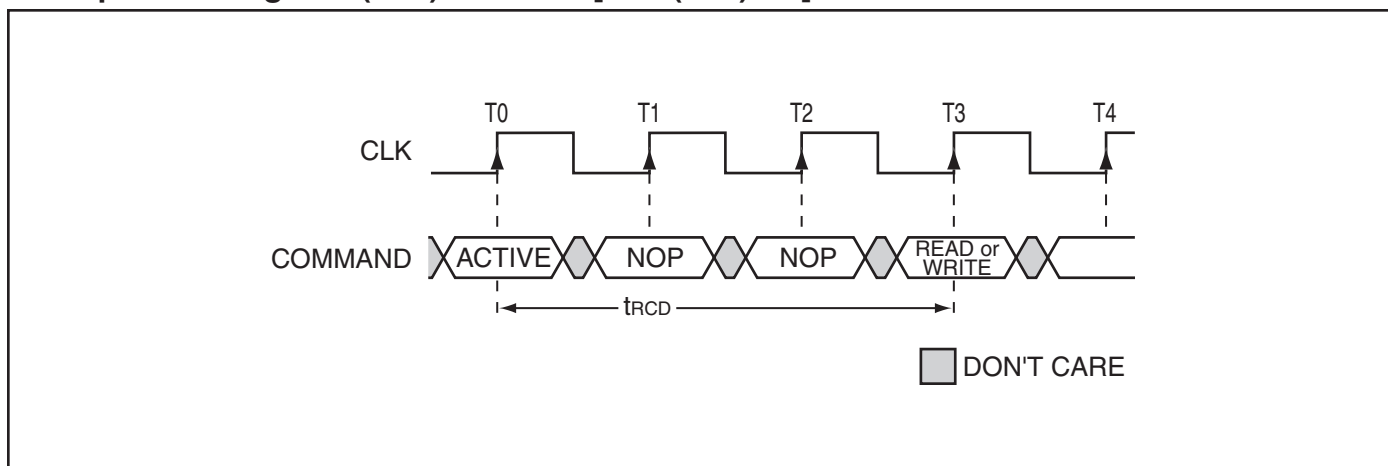 T0 T1 T2 T3 T4
CLK
COMMAND ACTIVE NOP NOP READ or
WRITE
tRCD
DON'T CARE